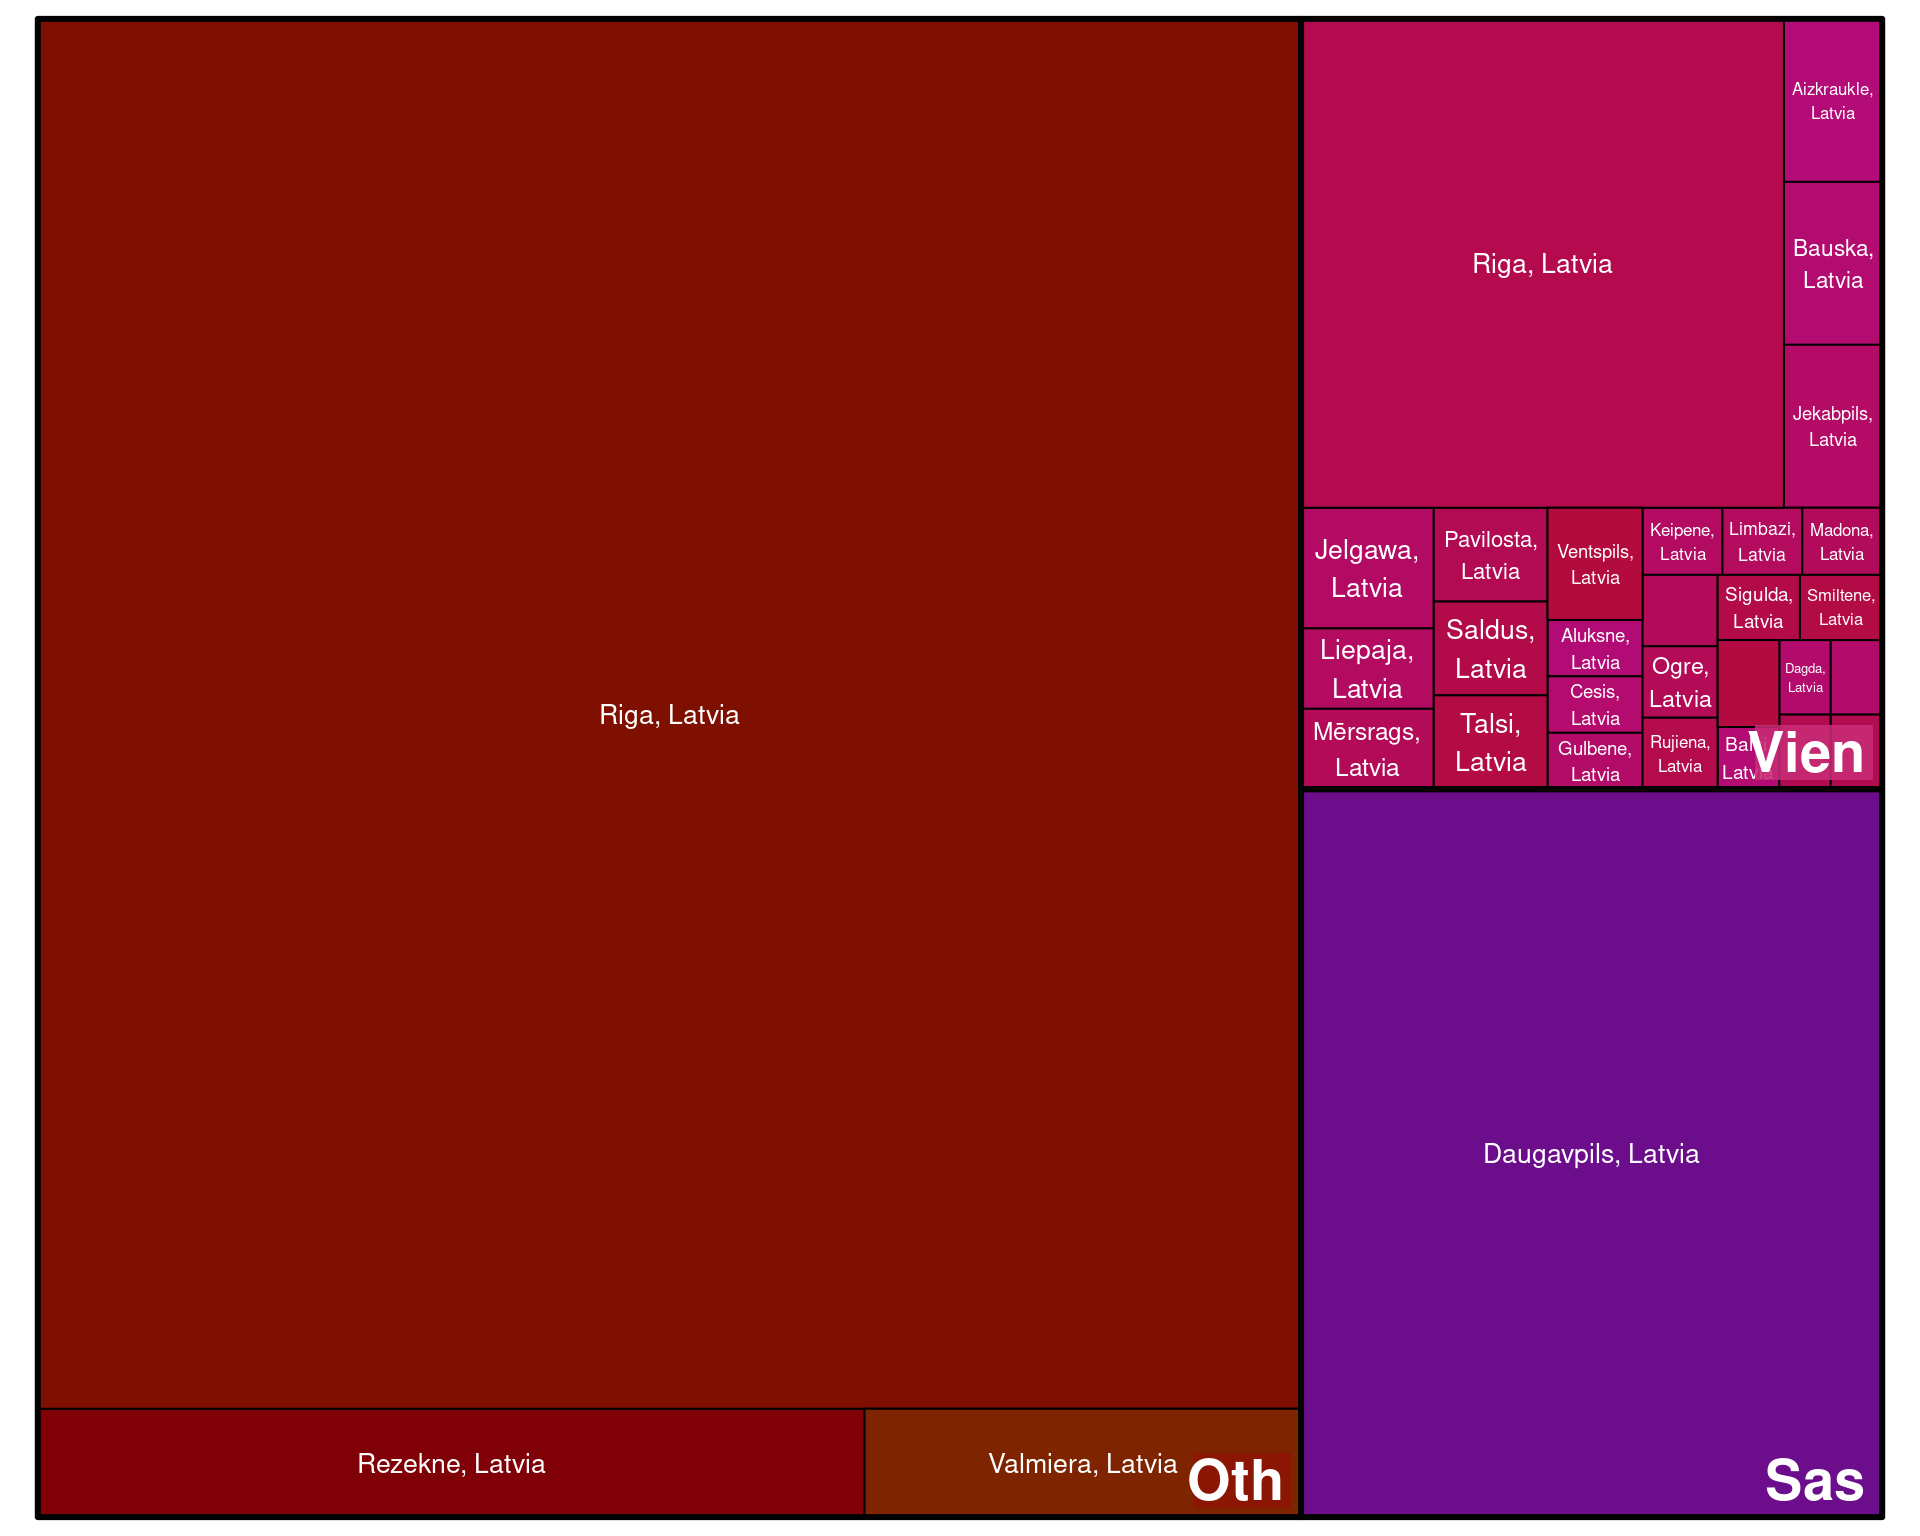 Riga, Latvia
Rezekne, Latvia
Valmiera, Latvia
Oth
Riga, Latvia
Aizkraukle,
Latvia
Bauska,
Latvia
Jekabpils,
Latvia
Jelgawa,
Latvia
Liepaja,
Latvia
Mērsrags,
Latvia
Pavilosta,
Latvia
Saldus,
Latvia
Talsi,
Latvia
Ventspils,
Latvia
Aluksne,
Latvia
Cesis,
Latvia
Gulbene,
Latvia
Keipene,
Latvia
Limbazi,
Latvia
Madona,
Latvia
Ogre,
Latvia
Rujiena,
Latvia
Sigulda,
Latvia
Smiltene,
Latvia
Dagda,
Latvia
Latvia
Vien
Daugavpils, Latvia
Sas